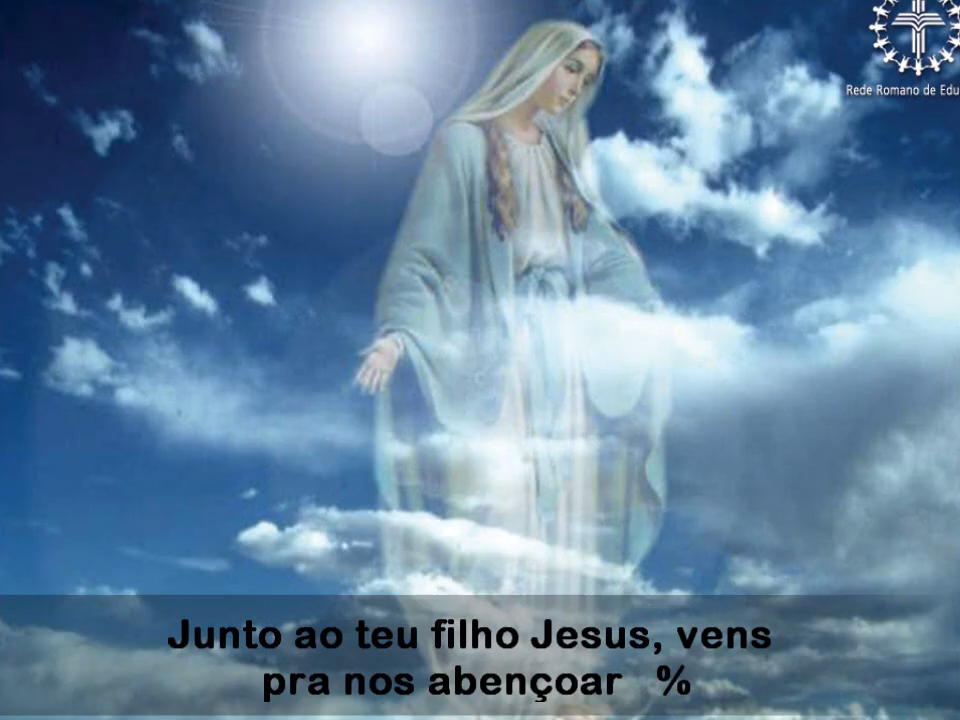 Rede Romano de Edu
Junto ao teu filho Jesus, vens
pra nos abençoar %